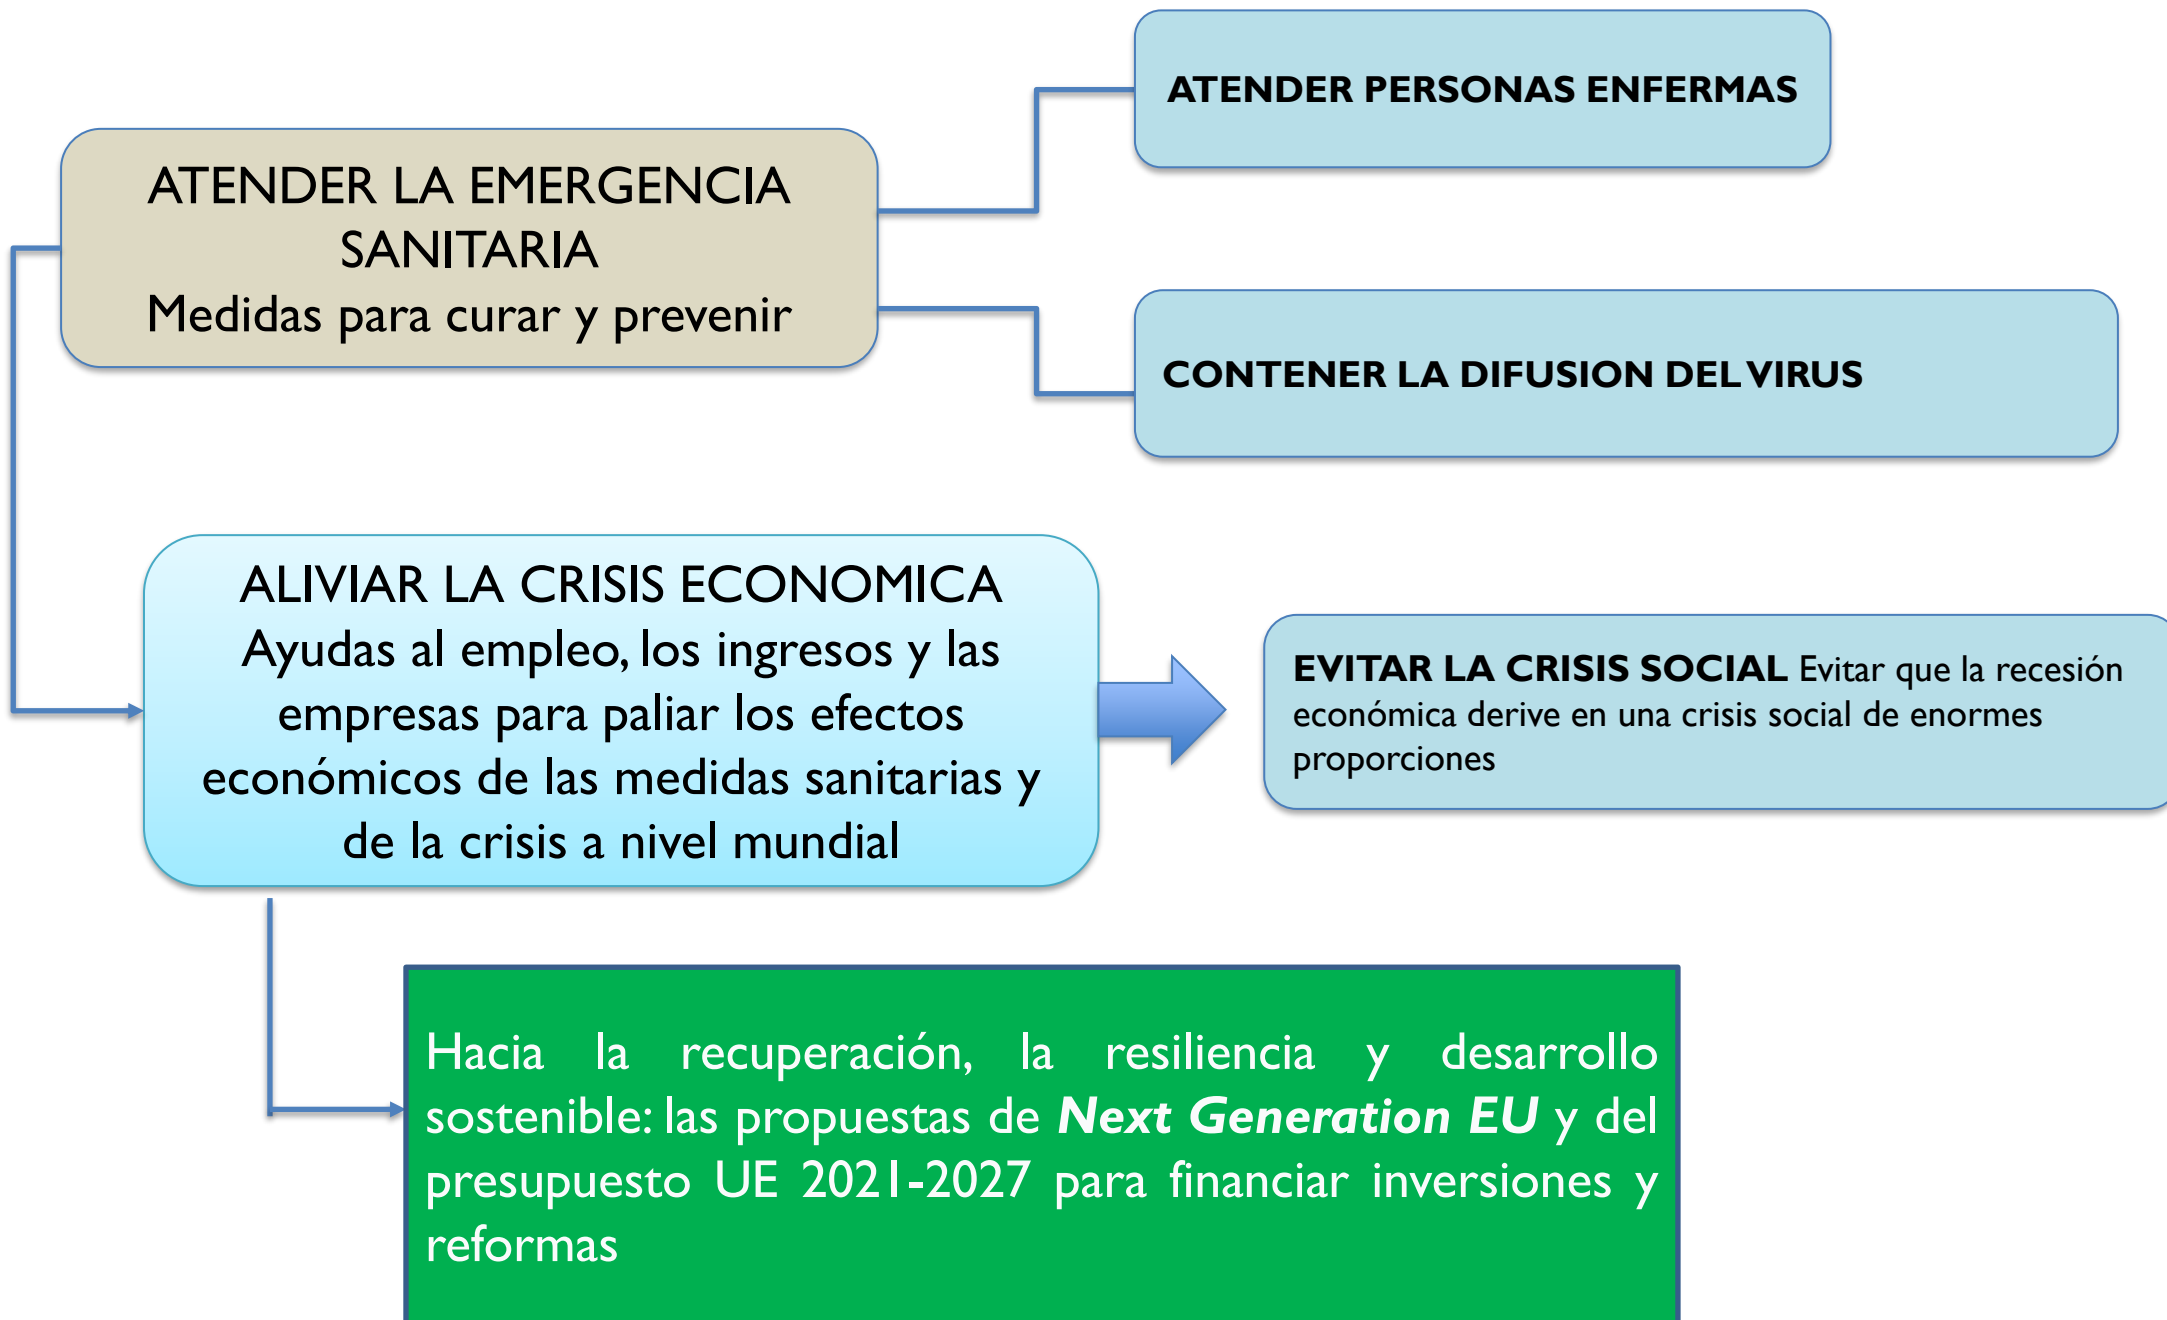 ATENDER PERSONAS ENFERMAS
ATENDER LA EMERGENCIA
SANITARIA
Medidas para curar y prevenir
CONTENER LA DIFUSION DEL VIRUS
ALIVIAR LA CRISIS ECONOMICA
Ayudas al empleo, los ingresos y las
empresas para paliar los efectos
económicos de las medidas sanitarias y
de la crisis a nivel mundial
EVITAR LA CRISIS SOCIAL Evitar que la recesión
económica derive en una crisis social de enormes
proporciones
Hacia la recuperación, la resiliencia y desarrollo
sostenible: las propuestas de Next Generation EU y del
presupuesto UE 2021-2027 para financiar inversiones y
reformas